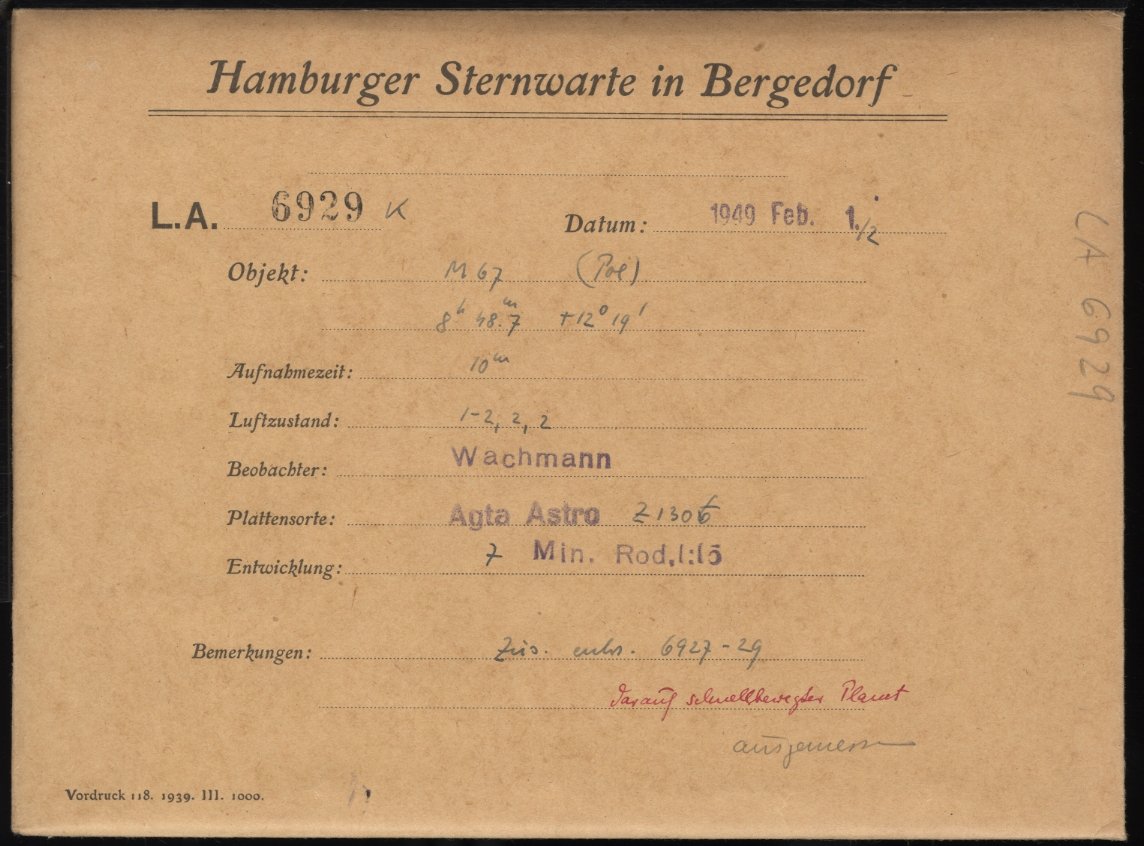 Hamburger Sternwarte in Bergedorf
L.A. 6929 K
Datum: 1949 Feb. 1./2
Objekt: M 67 (Pol)
8h 48.m7 +12° 19'
Aufnahmezeit: 10m
Luftzustand: 1-2, 2, 2
Beobachter: Wachmann
Plattensorte: Agfa Astro Z1306
Entwicklung: 7 Min. Rod. 1:15
Bemerkungen: Zus. 6927-29
darauf schnellbewegter Planet
ausgemessen
Vordruck 118. 1939. III. 1000.
LA 6929